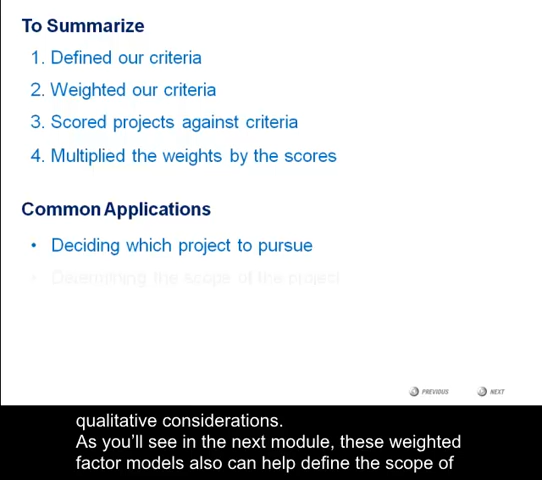 To Summarize
1. Defined our criteria
2. Weighted our criteria
3. Scored projects against criteria
4. Multiplied the weights by the scores
Common Applications
• Deciding which project to pursue
• Determining the scope of the project
PREVIOUS NEXT
qualitative considerations.
As you'll see in the next module, these weighted
factor models also can help define the scope of